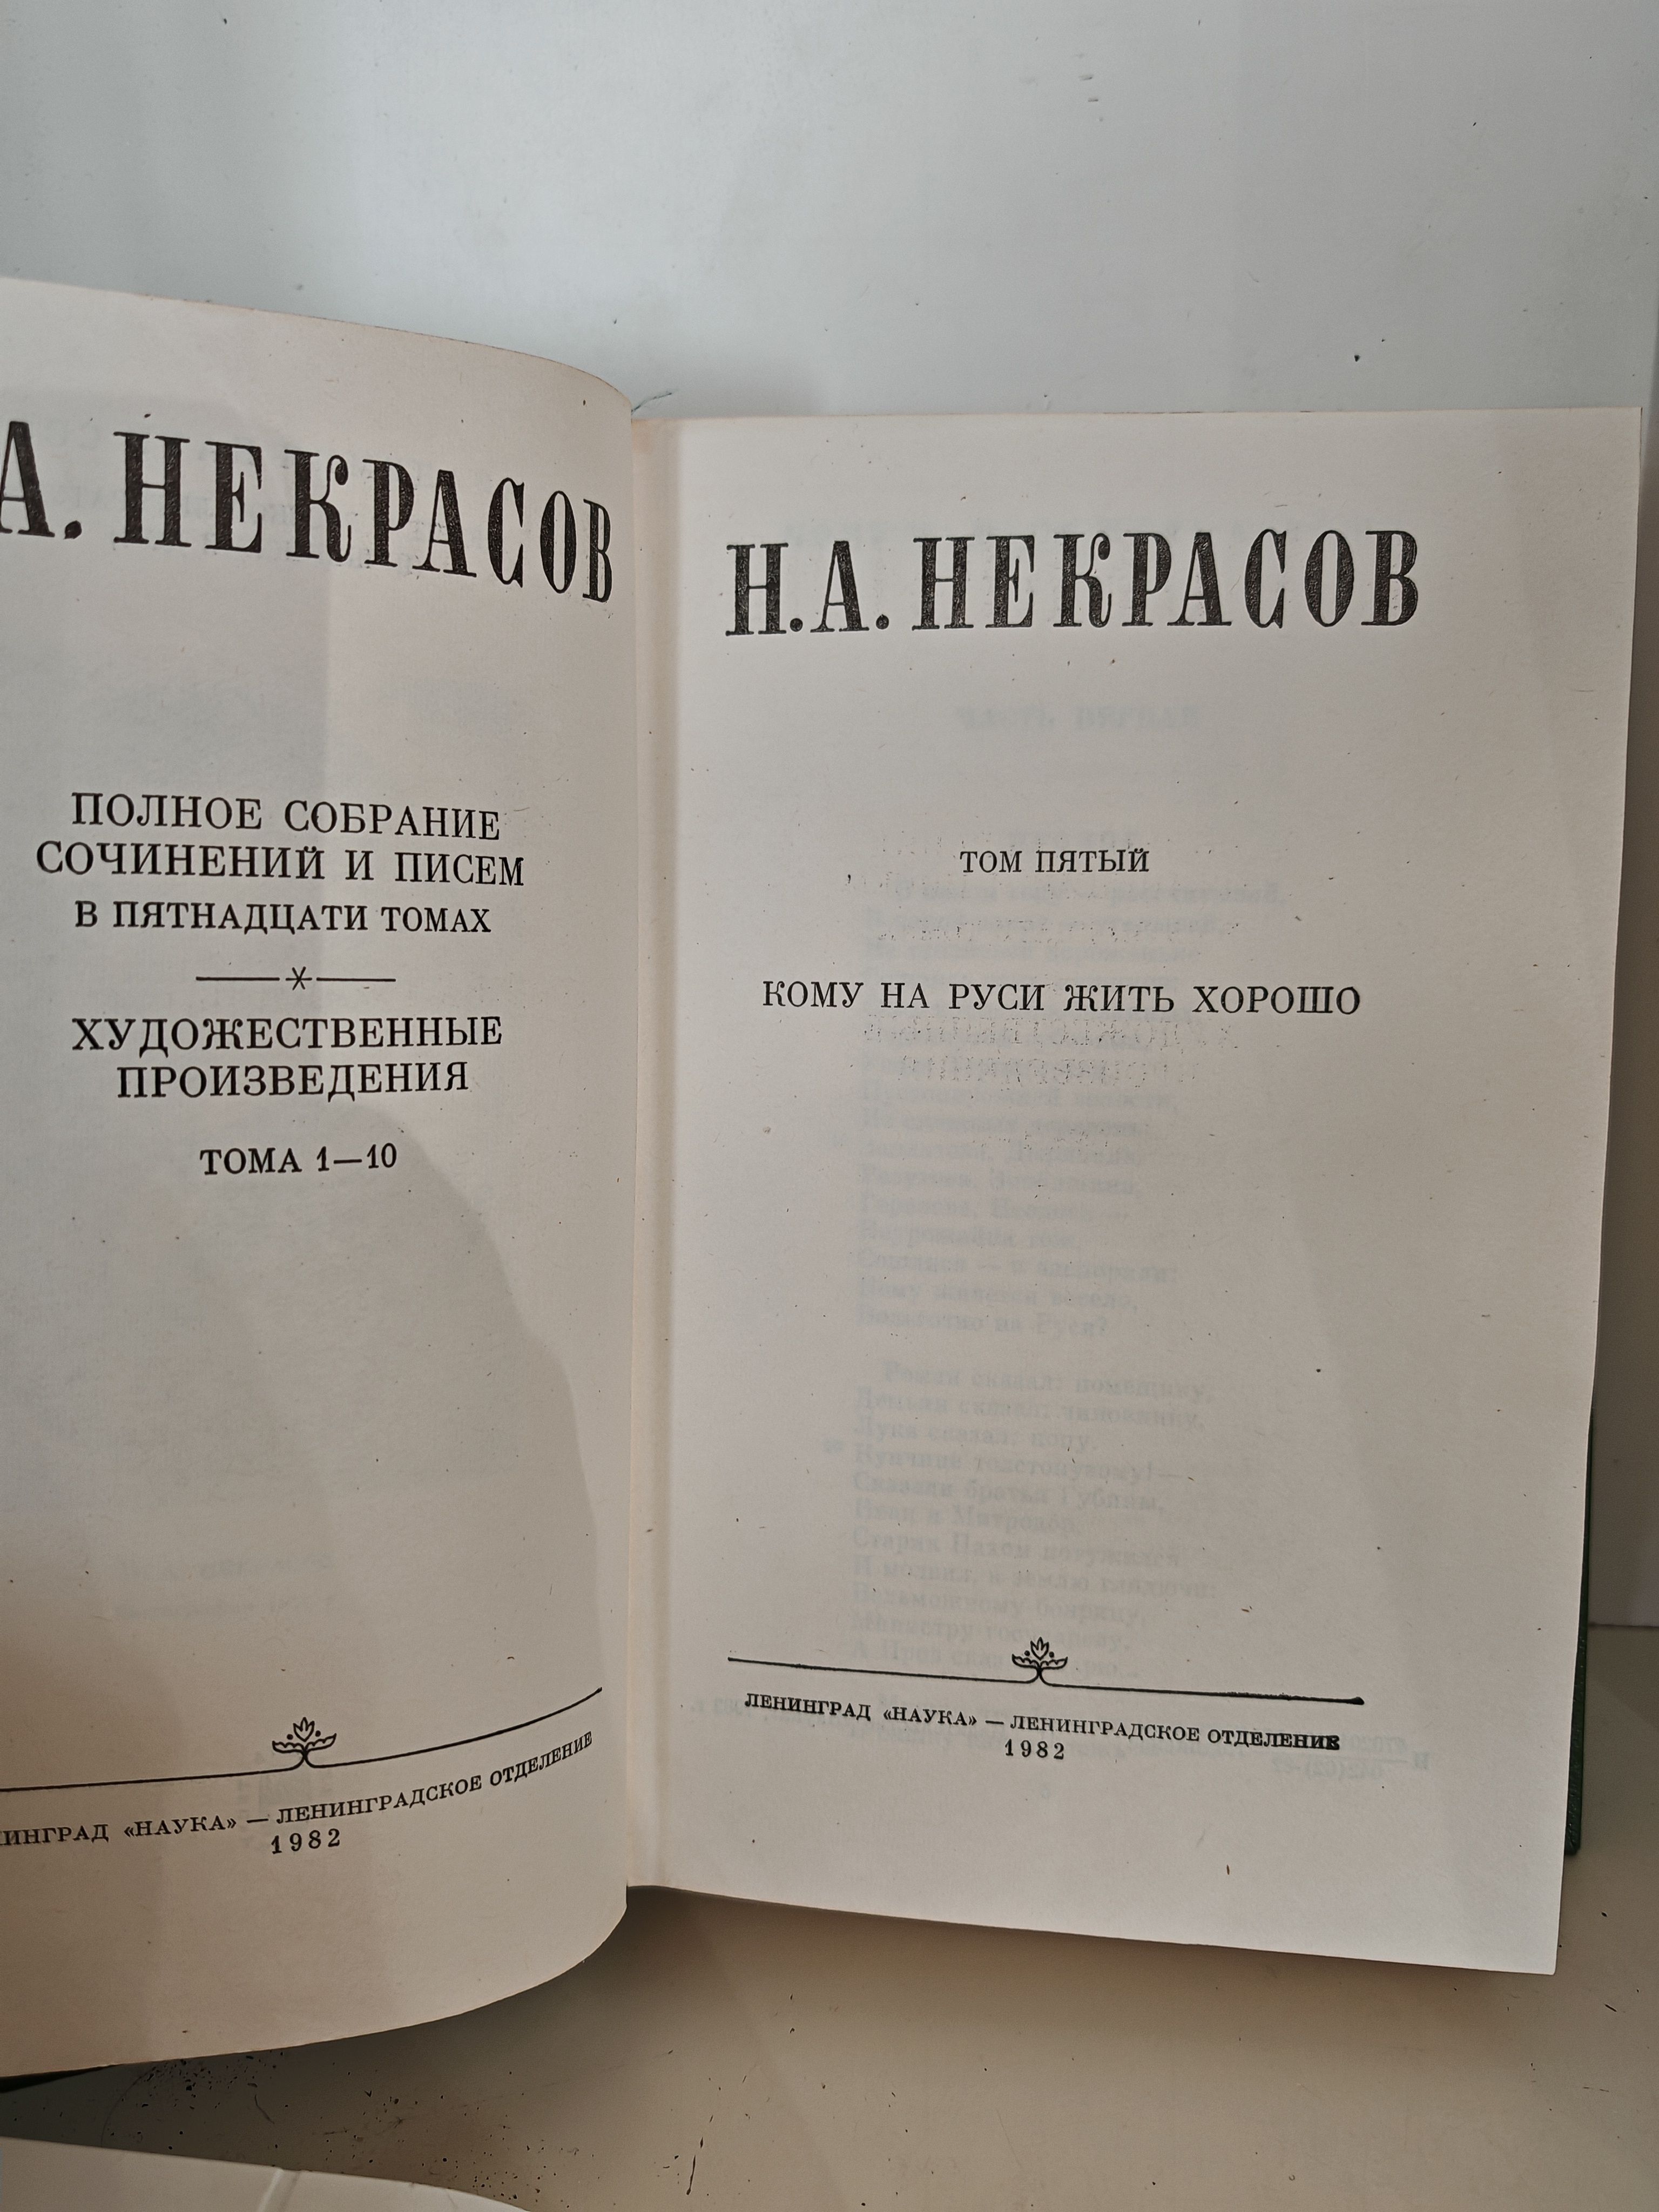 А. НЕКРАСОВ
ПОЛНОЕ СОБРАНИЕ
СОЧИНЕНИЙ И ПИСЕМ
В ПЯТНАДЦАТИ ТОМАХ
ХУДОЖЕСТВЕННЫЕ
ПРОИЗВЕДЕНИЯ
ТОМА 1—10
«НАУКА» — ЛЕНИНГРАДСКОЕ ОТДЕЛЕНИЕ
1982
Н. А. НЕКРАСОВ
ТОМ ПЯТЫЙ
КОМУ НА РУСИ ЖИТЬ ХОРОШО
ЛЕНИНГРАД «НАУКА» — ЛЕНИНГРАДСКОЕ ОТДЕЛЕНИЕ
1982